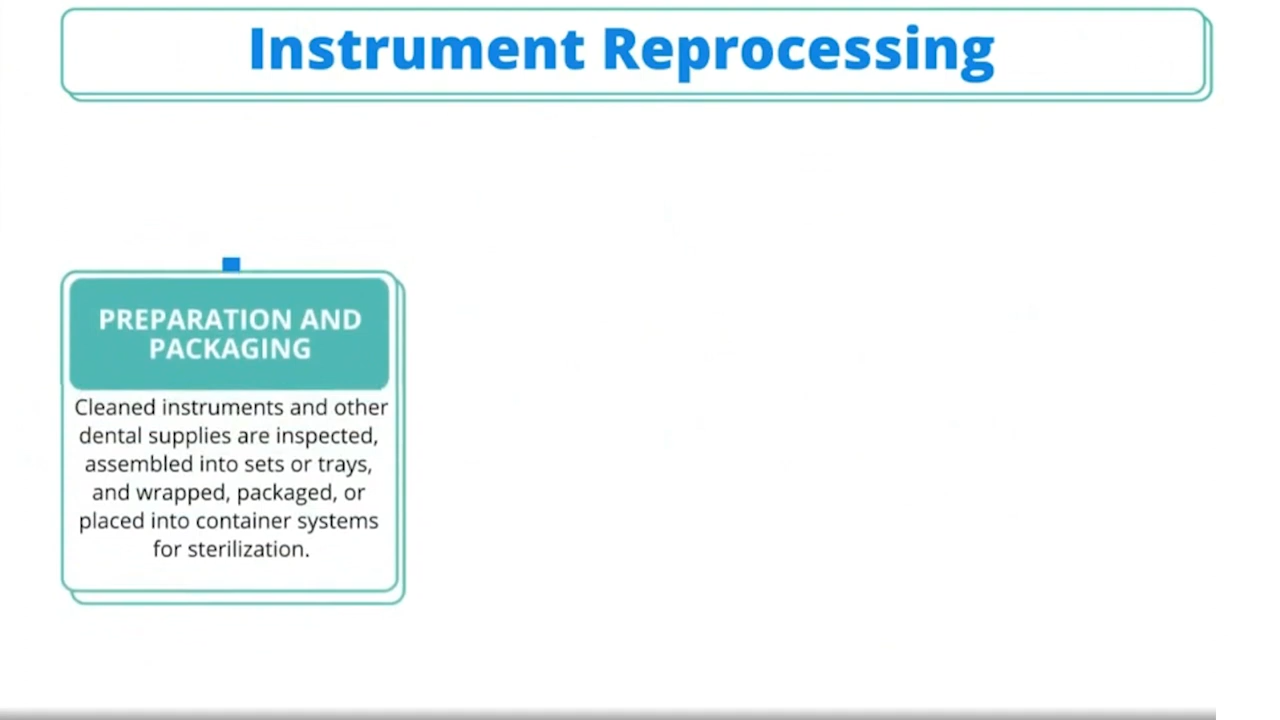 Instrument Reprocessing
PREPARATION AND
PACKAGING
Cleaned instruments and other
dental supplies are inspected,
assembled into sets or trays,
and wrapped, packaged, or
placed into container systems
for sterilization.